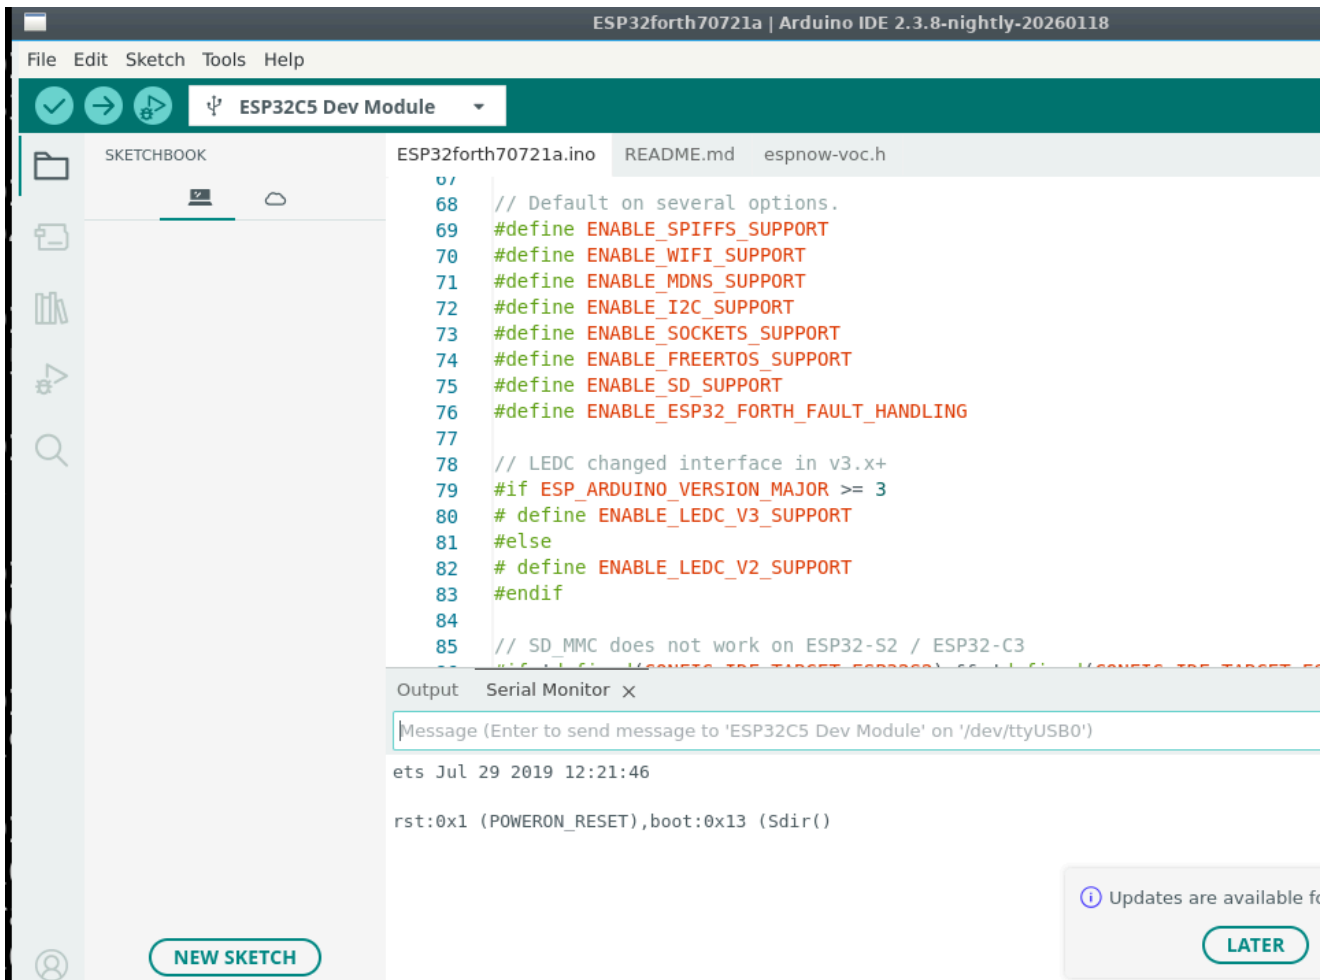 ESP32forth70721a | Arduino IDE 2.3.8-nightly-20260118
File Edit Sketch Tools Help
ESP32C5 Dev Module
SKETCHBOOK
ESP32forth70721a.ino README.md espnow-voc.h
67
68 // Default on several options.
69 #define ENABLE_SPIFFS_SUPPORT
70 #define ENABLE_WIFI_SUPPORT
71 #define ENABLE_MDNS_SUPPORT
72 #define ENABLE_I2C_SUPPORT
73 #define ENABLE_SOCKETS_SUPPORT
74 #define ENABLE_FREERTOS_SUPPORT
75 #define ENABLE_SD_SUPPORT
76 #define ENABLE_ESP32_FORTH_FAULT_HANDLING
77
78 // LEDC changed interface in v3.x+
79 #if ESP_ARDUINO_VERSION_MAJOR >= 3
80 # define ENABLE_LEDC_V3_SUPPORT
81 #else
82 # define ENABLE_LEDC_V2_SUPPORT
83 #endif
84
85 // SD_MMC does not work on ESP32-S2 / ESP32-C3
Output Serial Monitor
Message (Enter to send message to 'ESP32C5 Dev Module' on '/dev/ttyUSB0')
ets Jul 29 2019 12:21:46
rst:0x1 (POWERON_RESET),boot:0x13 (Sdir()
Updates are available
LATER
NEW SKETCH